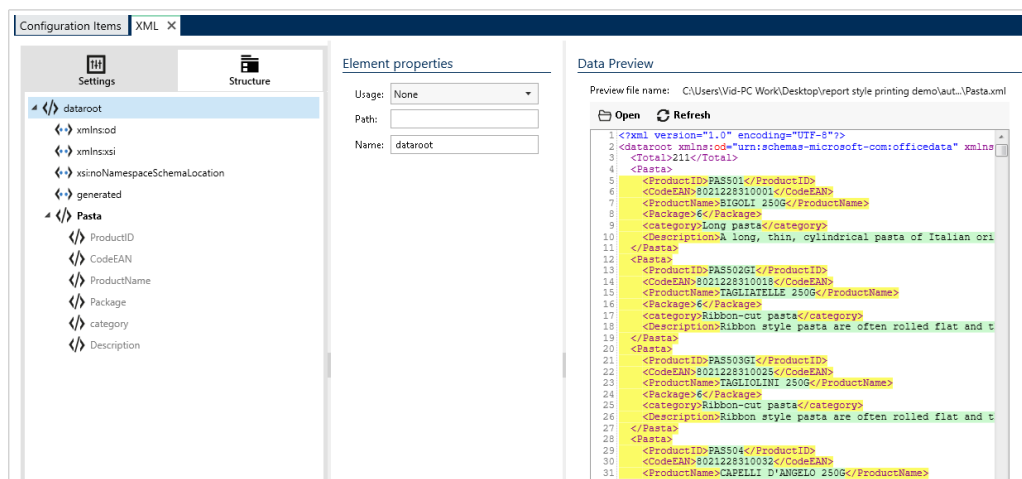 Configuration Items XML
Settings
Structure
dataroot
xmlns:od
xmlns:xsi
xsi:noNamespaceSchemaLocation
generated
Pasta
ProductID
CodeEAN
ProductName
Package
category
Description
Element properties
Usage: None
Path:
Name: dataroot
Data Preview
Preview file name: C:\Users\Vid-PC Work\Desktop\report style printing demo\aut...\Pasta.xml
Open Refresh
1 <?xml version="1.0" encoding="UTF-8"?>
2 <dataroot xmlns:od="urn:schemas-microsoft-com:officedata" xmlns
3 <Total>211</Total>
4 <Pasta>
5 <ProductID>PAS501</ProductID>
6 <CodeEAN>8021228310001</CodeEAN>
7 <ProductName>BIGOLI 250G</ProductName>
8 <Package>6</Package>
9 <category>Long pasta</category>
10 <Description>A long, thin, cylindrical pasta of Italian ori
11 </Pasta>
12 <Pasta>
13 <ProductID>PAS502GI</ProductID>
14 <CodeEAN>8021228310018</CodeEAN>
15 <ProductName>TAGLIATELLE 250G</ProductName>
16 <Package>6</Package>
17 <category>Ribbon-cut pasta</category>
18 <Description>Ribbon style pasta are often rolled flat and t
19 </Pasta>
20 <Pasta>
21 <ProductID>PAS503GI</ProductID>
22 <CodeEAN>8021228310025</CodeEAN>
23 <ProductName>TAGLIOLINI 250G</ProductName>
24 <Package>6</Package>
25 <category>Ribbon-cut pasta</category>
26 <Description>Ribbon style pasta are often rolled flat and t
27 </Pasta>
28 <Pasta>
29 <ProductID>PAS504</ProductID>
30 <CodeEAN>8021228310032</CodeEAN>
31 <ProductName>CAPELLI D'ANGELO 250G</ProductName>